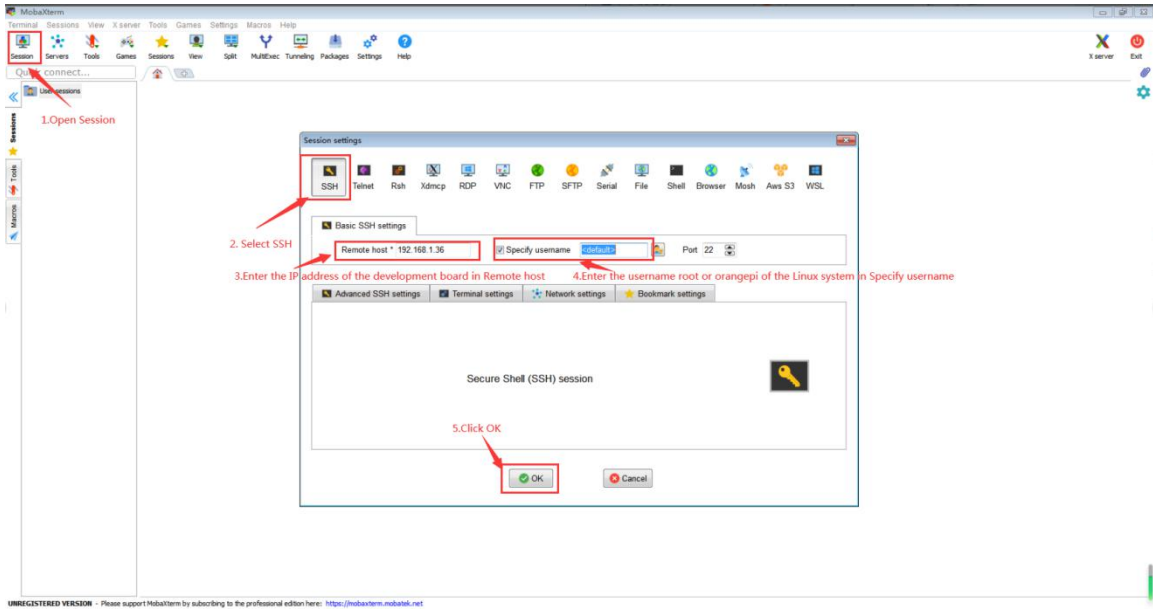 MobaXterm
Terminal Sessions View X server Tools Games Settings Macros Help
Session Servers Tools Games Sessions View Split MultiExec Tunneling Packages Settings Help X server Exit
Quick connect...
User sessions
1.Open Session
Sessions
Tools
Macros
Session settings
SSH Telnet Rsh Xdmcp RDP VNC FTP SFTP Serial File Shell Browser Mosh Aws S3 WSL
Basic SSH settings
2. Select SSH
Remote host * 192.168.1.36 Specify username <default> Port 22
3.Enter the IP address of the development board in Remote host 4.Enter the username root or orangepi of the Linux system in Specify username
Advanced SSH settings Terminal settings Network settings Bookmark settings
Secure Shell (SSH) session
5.Click OK
OK Cancel
UNREGISTERED VERSION - Please support MobaXterm by subscribing to the professional edition here: https://mobaxterm.mobatek.net